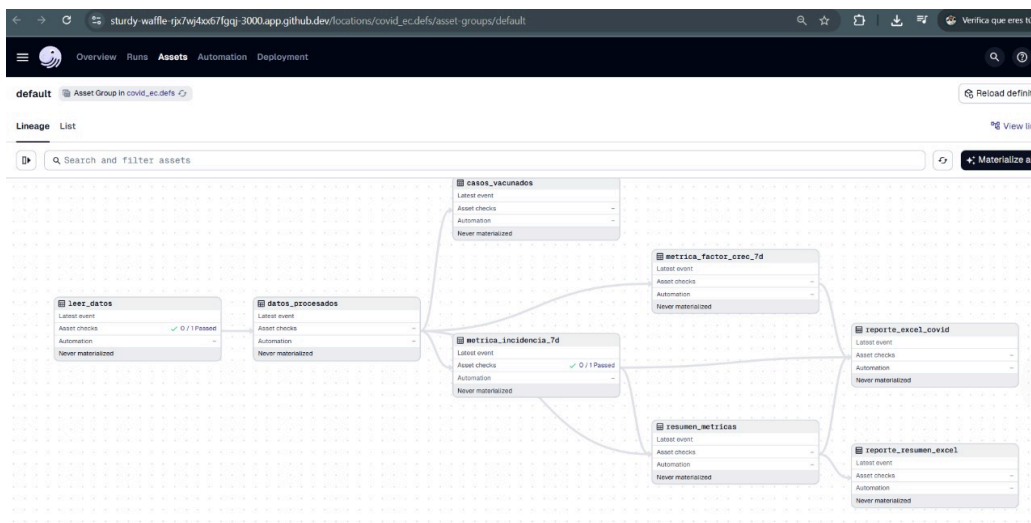 sturdy-waffle-rjx7wj4xx67fgqj-3000.app.github.dev/locations/covid_ec.defs/asset-groups/default
Verifica que eres tú
Overview Runs Assets Automation Deployment
default Asset Group in covid_ec.defs
Reload definit
Lineage List
View li
Search and filter assets
Materialize a
casos_vacunados
Latest event
Asset checks –
Automation –
Never materialized
metrica_factor_crec_7d
Latest event
Asset checks –
Automation –
Never materialized
leer_datos
Latest event
Asset checks 0 / 1 Passed
Automation –
Never materialized
datos_procesados
Latest event
Asset checks –
Automation –
Never materialized
metrica_incidencia_7d
Latest event
Asset checks 0 / 1 Passed
Automation –
Never materialized
reporte_excel_covid
Latest event
Asset checks –
Automation –
Never materialized
resumen_metricas
Latest event
Asset checks –
Automation –
Never materialized
reporte_resumen_excel
Latest event
Asset checks –
Automation –
Never materialized